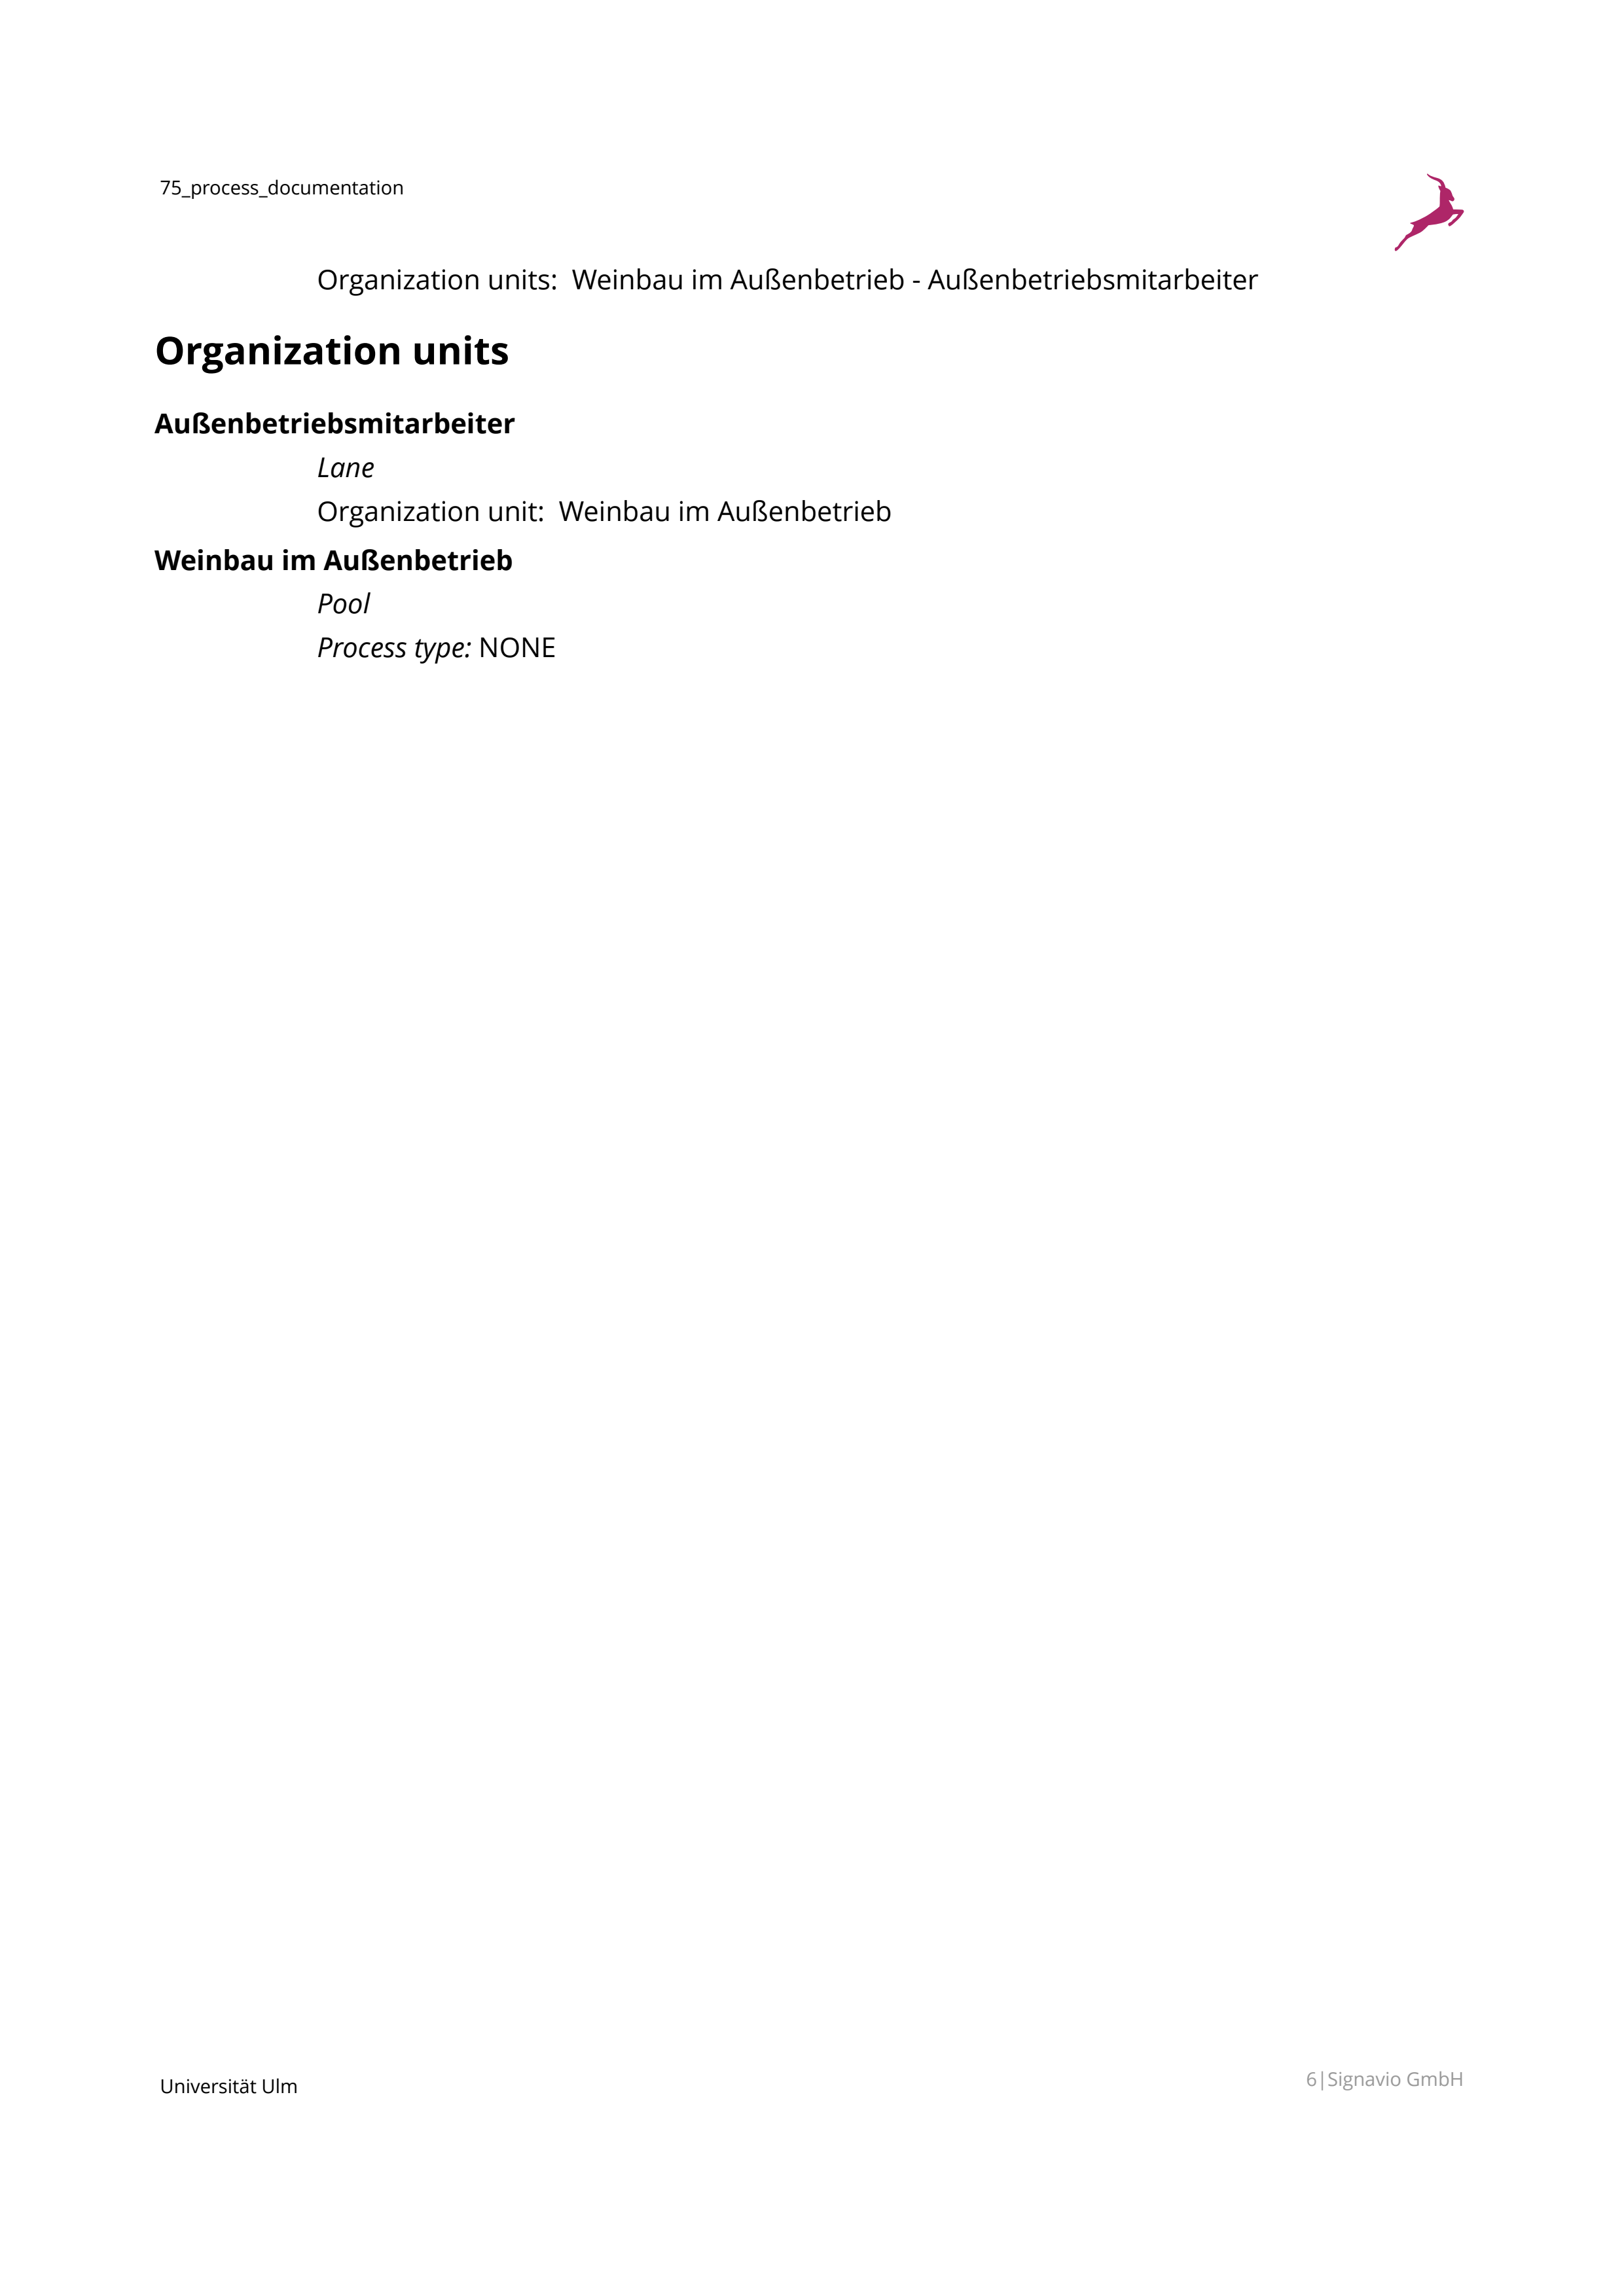 75_process_documentation
Organization units: Weinbau im Außenbetrieb - Außenbetriebsmitarbeiter
Organization units
Außenbetriebsmitarbeiter
Lane
Organization unit: Weinbau im Außenbetrieb
Weinbau im Außenbetrieb
Pool
Process type: NONE
Universität Ulm
6|Signavio GmbH